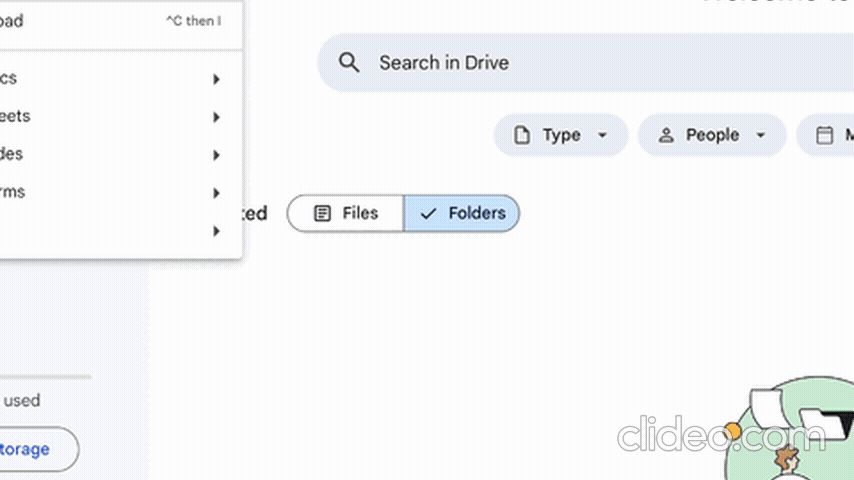 oad ^C then I
Search in Drive
cs
eets
Type People M
des
rms
ted Files Folders
used
torage
clideo.com